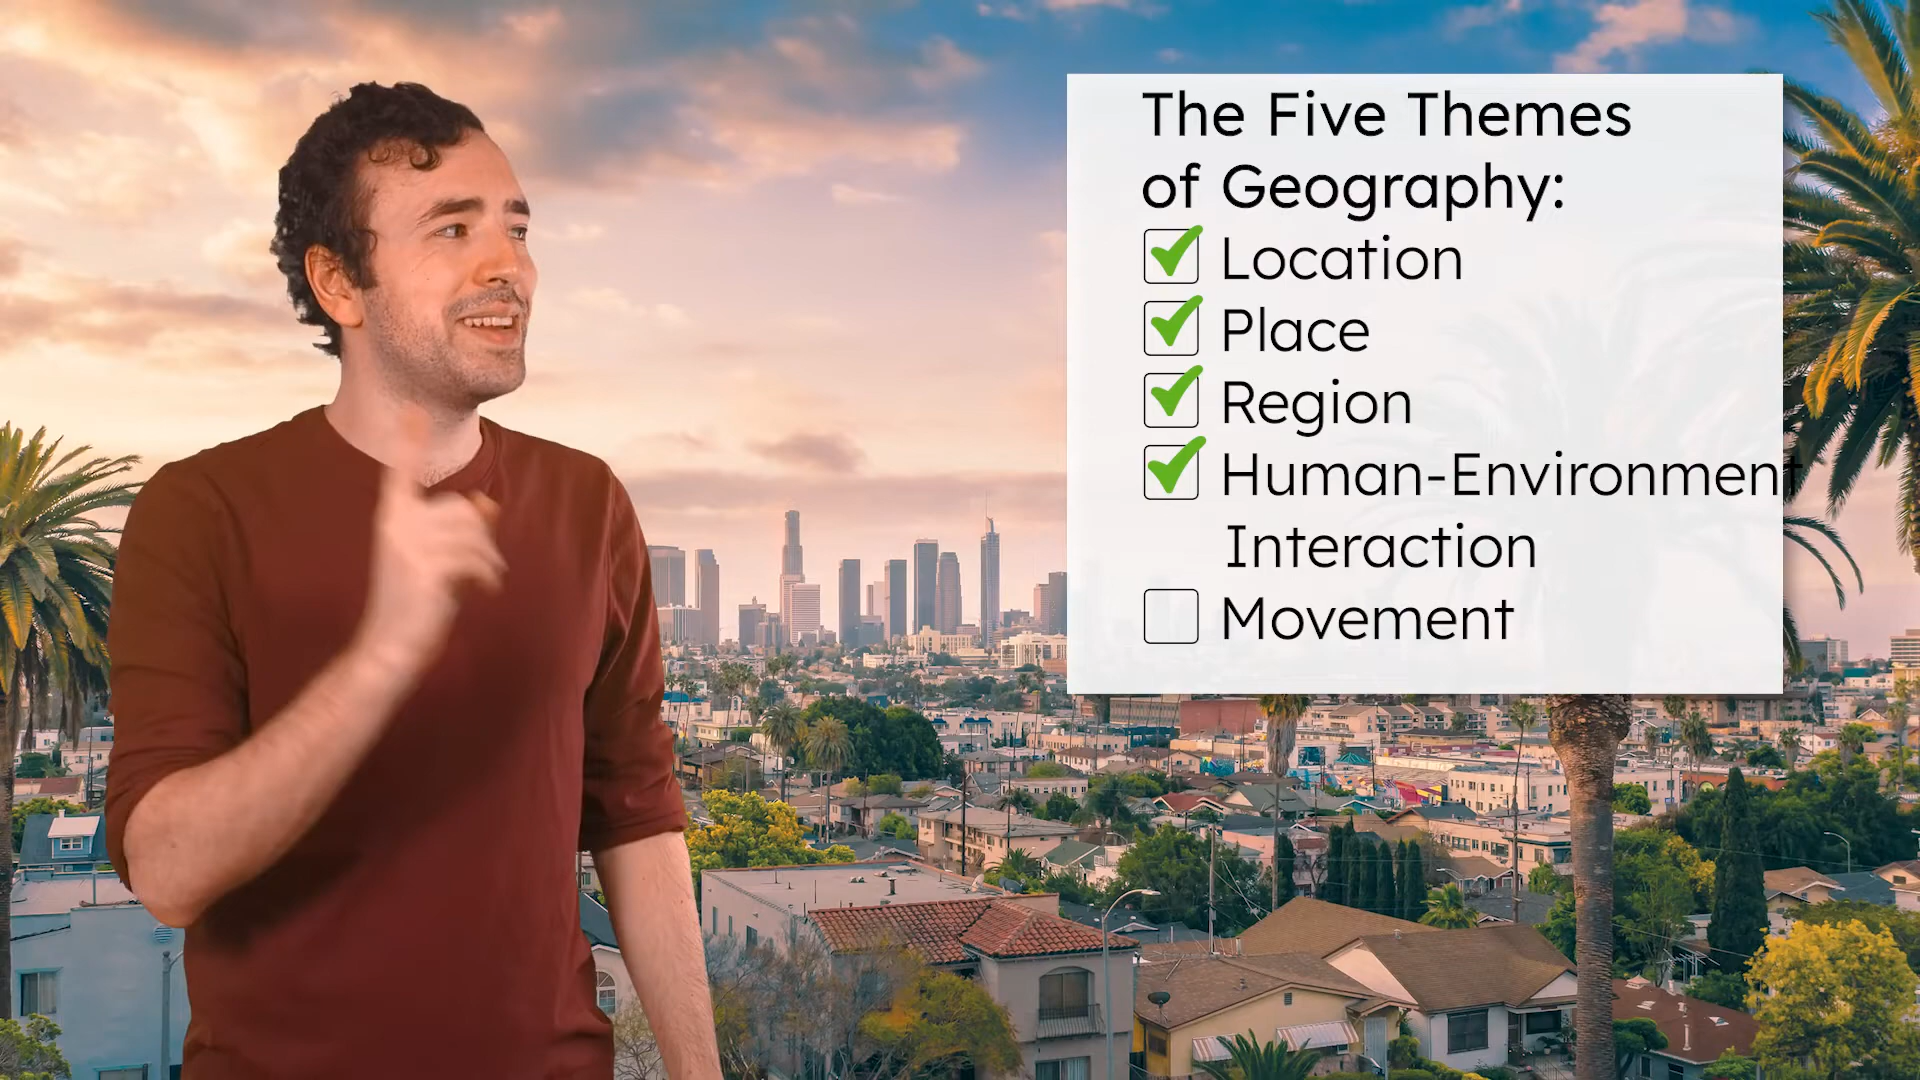 The Five Themes
of Geography:
Location
Place
Region
Human-Environment
Interaction
Movement